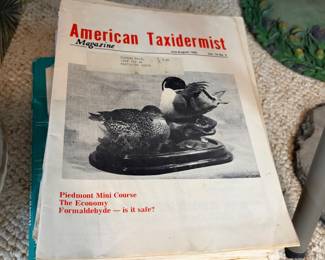 American Taxidermist
Magazine
Piedmont Mini Course
The Economy
Formaldehyde — is it safe?